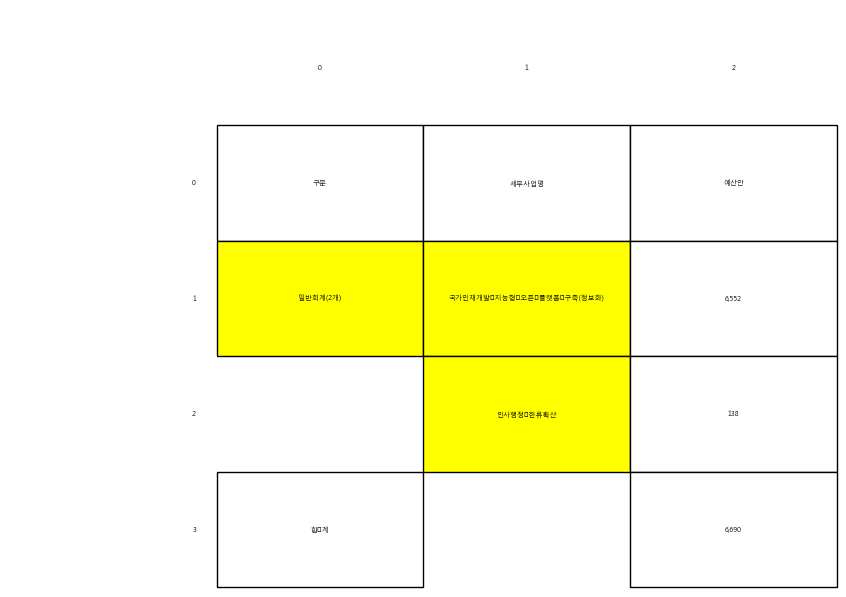 0 1 2
0 구분 세부사업명 예산안
1 일반회계(2개) 국가인재개발□지능형□오픈□플랫폼□구축(정보화) 6,552
2 인사행정□한류확산 138
3 합□계 6,690